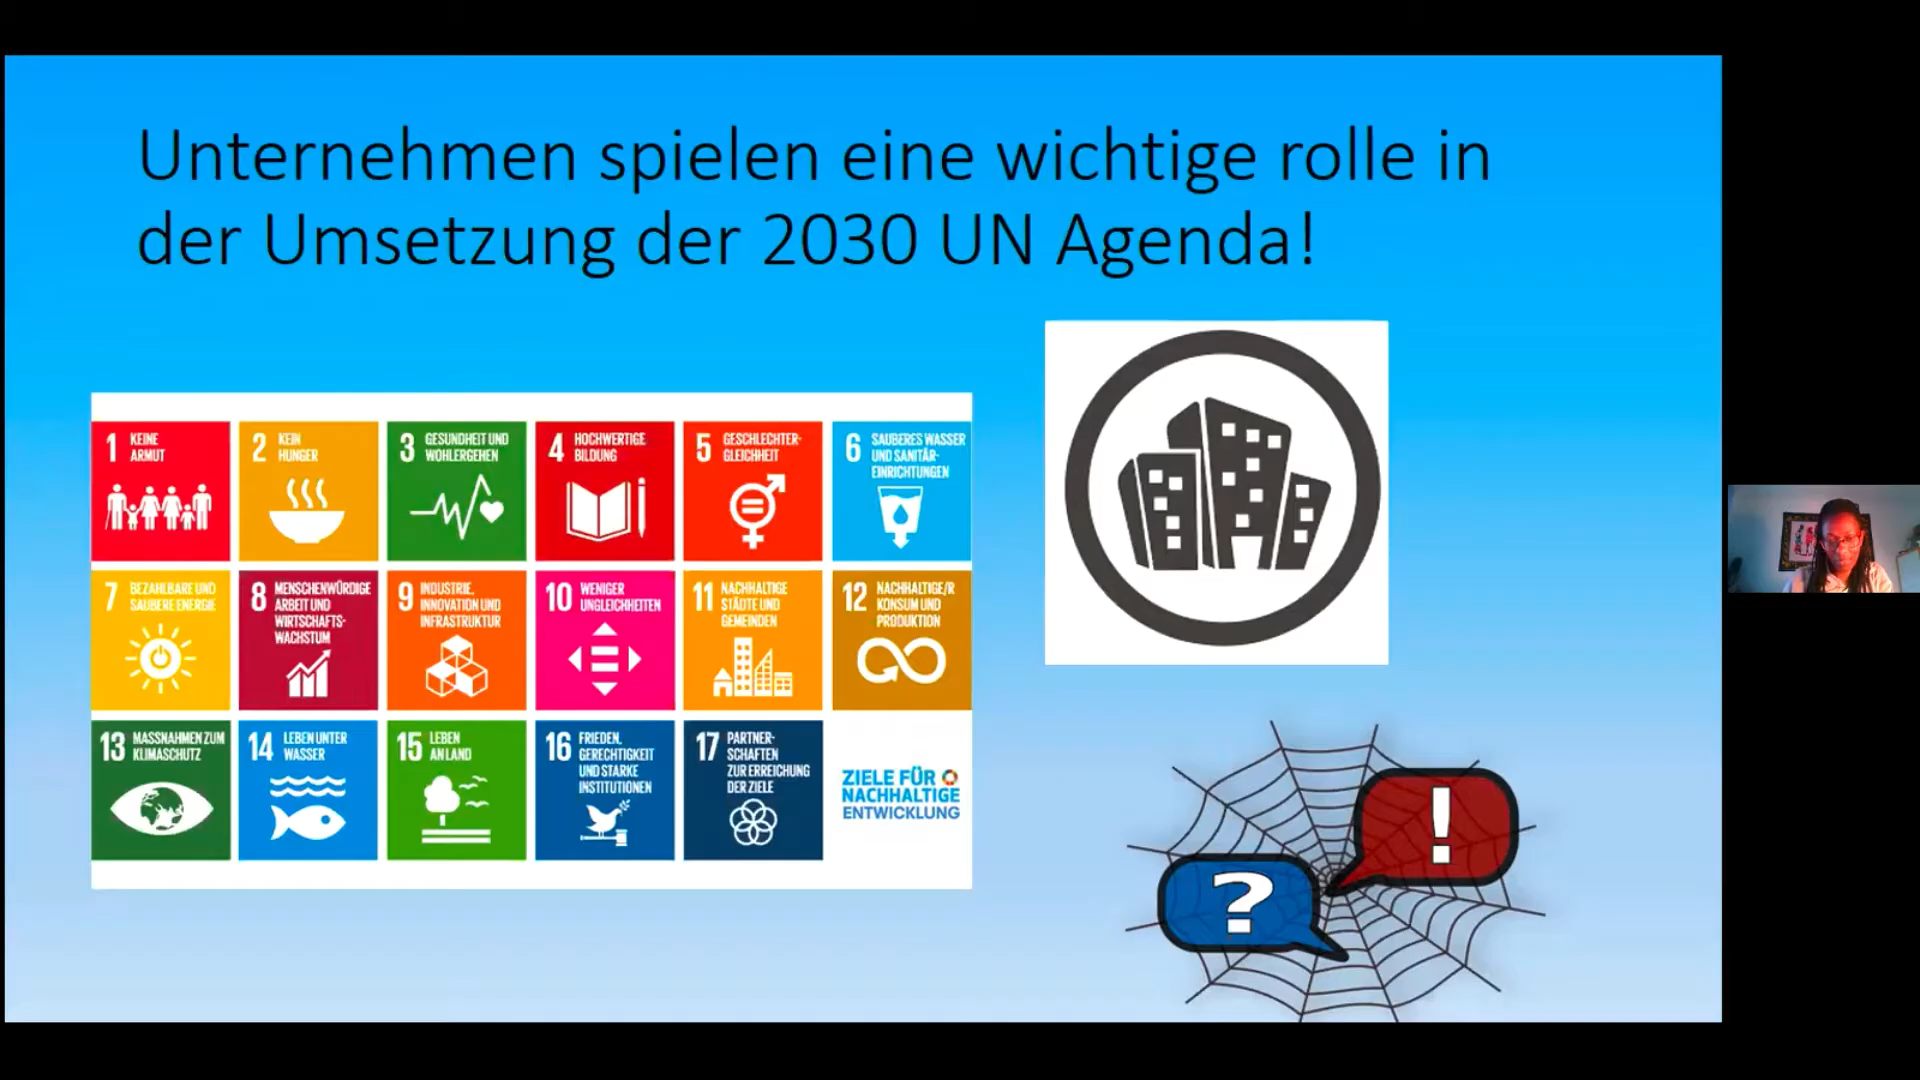 Unternehmen spielen eine wichtige rolle in
der Umsetzung der 2030 UN Agenda!
1 KEINE
ARMUT
2 KEIN
HUNGER
3 GESUNDHEIT UND
WOHLERGEHEN
4 HOCHWERTIGE
BILDUNG
5 GESCHLECHTER-
GLEICHHEIT
6 SAUBERES WASSER
UND SANITÄR-
EINRICHTUNGEN
7 BEZAHLBARE UND
SAUBERE ENERGIE
8 MENSCHENWÜRDIGE
ARBEIT UND
WIRTSCHAFTS-
WACHSTUM
9 INDUSTRIE,
INNOVATION UND
INFRASTRUKTUR
10 WENIGER
UNGLEICHHEITEN
11 NACHHALTIGE
STÄDTE UND
GEMEINDEN
12 NACHHALTIGE/R
KONSUM UND
PRODUKTION
13 MASSNAHMEN ZUM
KLIMASCHUTZ
14 LEBEN UNTER
WASSER
15 LEBEN
AN LAND
16 FRIEDEN,
GERECHTIGKEIT
UND STARKE
INSTITUTIONEN
17 PARTNER-
SCHAFTEN
ZUR ERREICHUNG
DER ZIELE
ZIELE FÜR
NACHHALTIGE
ENTWICKLUNG
!
?